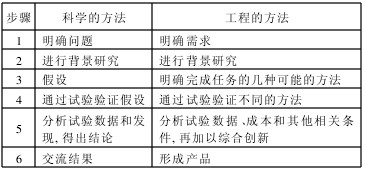 步骤 科学的方法 工程的方法
1 明确问题 明确需求
2 进行背景研究 进行背景研究
3 假设 明确完成任务的几种可能的方法
4 通过试验验证假设 通过试验验证不同的方法
5 分析试验数据和发现,得出结论 分析试验数据、成本和其他相关条件,再加以综合创新
6 交流结果 形成产品